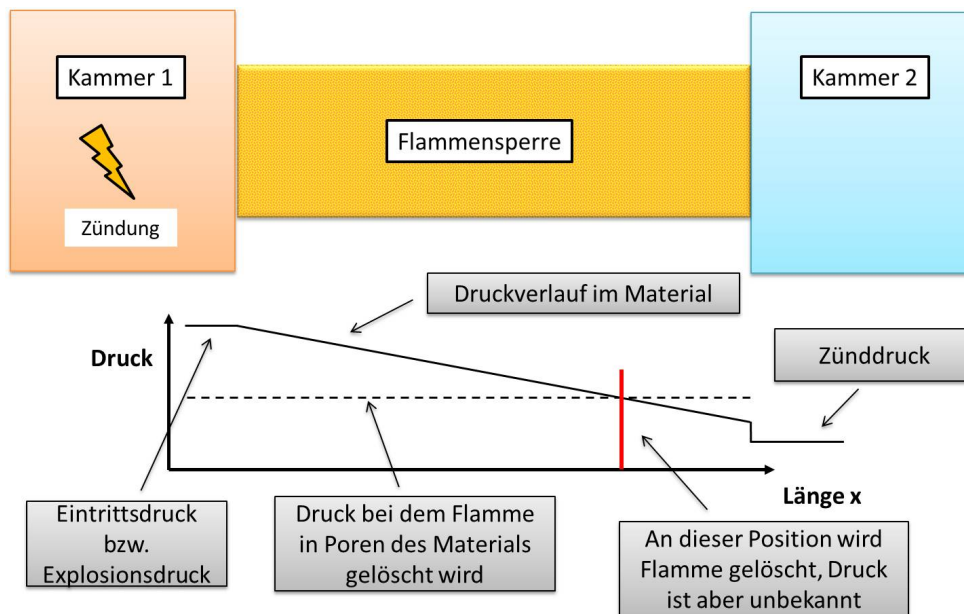 Kammer 1
Zündung
Flammensperre
Kammer 2
Druckverlauf im Material
Druck
Zünddruck
Länge x
Eintrittsdruck
bzw.
Explosionsdruck
Druck bei dem Flamme
in Poren des Materials
gelöscht wird
An dieser Position wird
Flamme gelöscht, Druck
ist aber unbekannt